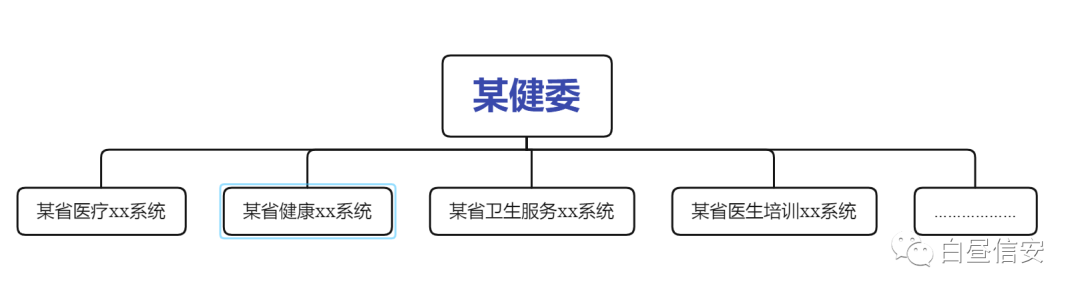 某健委
某省医疗xx系统
某省健康xx系统
某省卫生服务xx系统
某省医生培训xx系统
………………
白昼信安